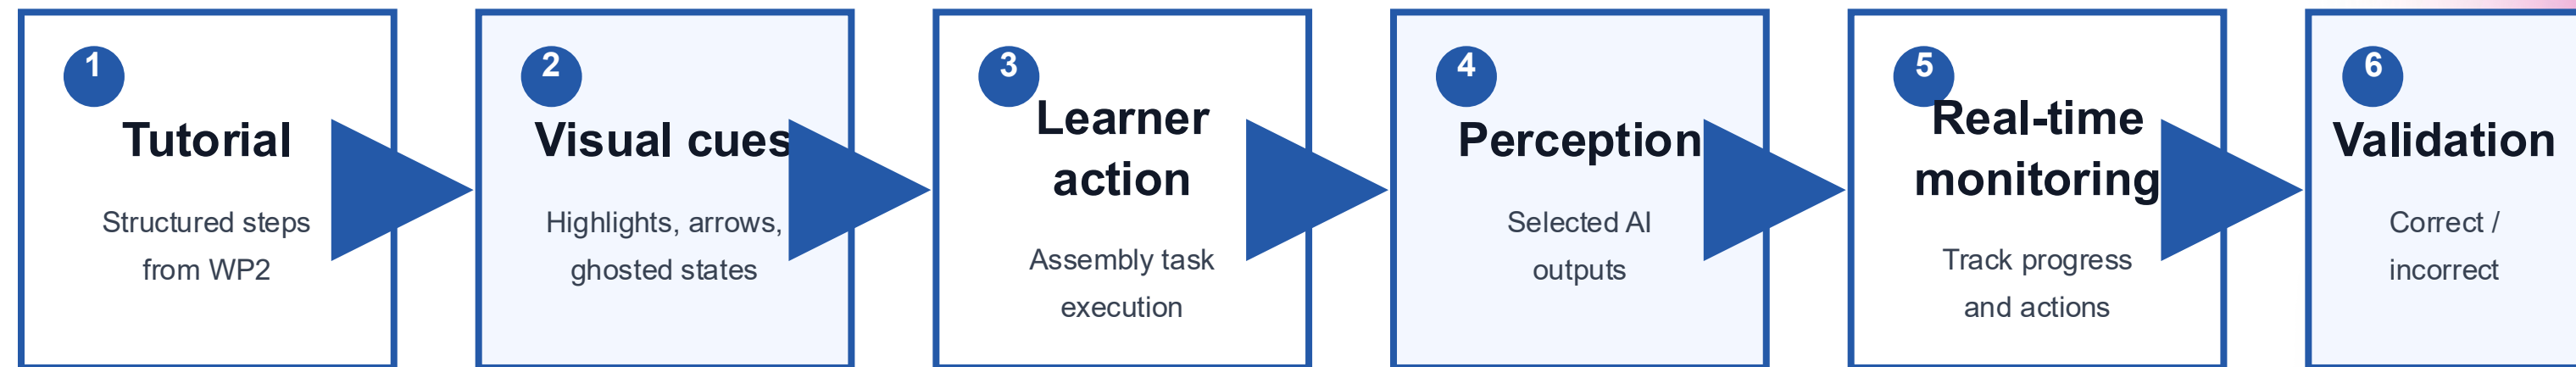 1
Tutorial
Structured steps
from WP2
2
Visual cues
Highlights, arrows,
ghosted states
3
Learner
action
Assembly task
execution
4
Perception
Selected AI
outputs
5
Real-time
monitoring
Track progress
and actions
6
Validation
Correct /
incorrect